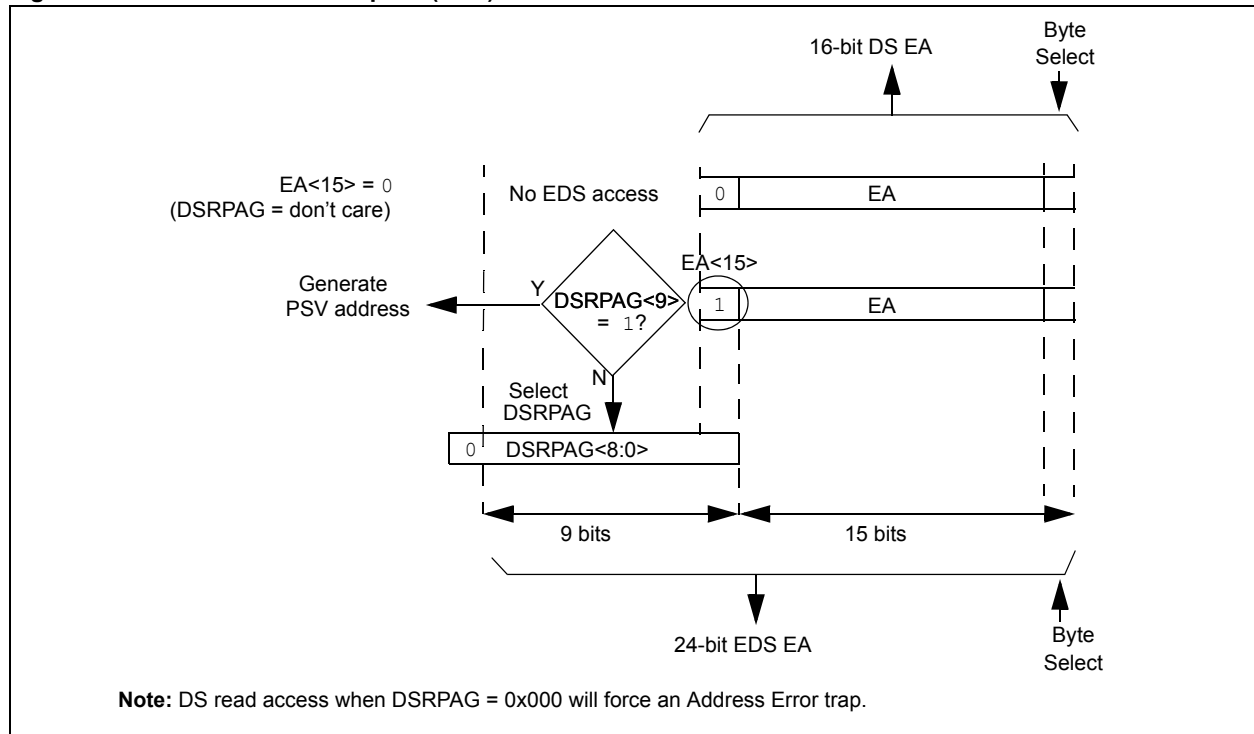 16-bit DS EA
Byte
Select
EA<15> = 0
(DSRPAG = don't care)
No EDS access
0
EA
EA<15>
Generate
PSV address
Y
DSRPAG<9>
= 1?
1
EA
N
Select
DSRPAG
0
DSRPAG<8:0>
9 bits
15 bits
24-bit EDS EA
Byte
Select
Note: DS read access when DSRPAG = 0x000 will force an Address Error trap.